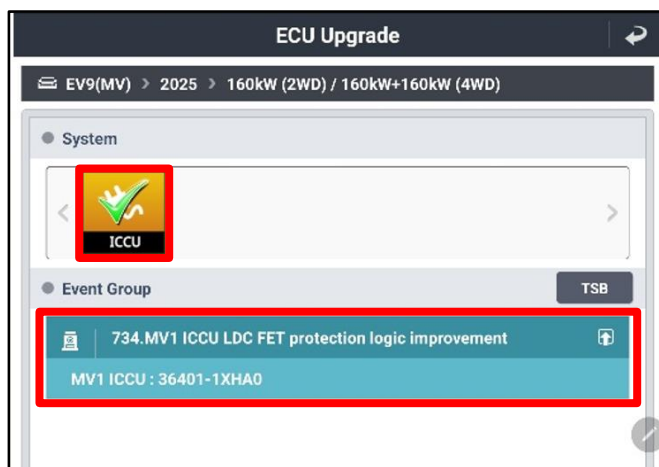 ECU Upgrade
EV9(MV) > 2025 > 160kW (2WD) / 160kW+160kW (4WD)
System
ICCU
Event Group
TSB
734.MV1 ICCU LDC FET protection logic improvement
MV1 ICCU : 36401-1XHA0